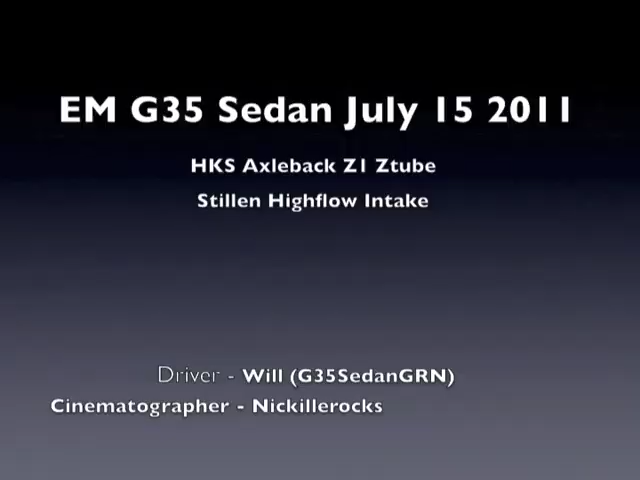 EM G35 Sedan July 15 2011
HKS Axleback Z1 Ztube
Stillen Highflow Intake
Driver - Will (G35SedanGRN)
Cinematographer - Nickillerocks